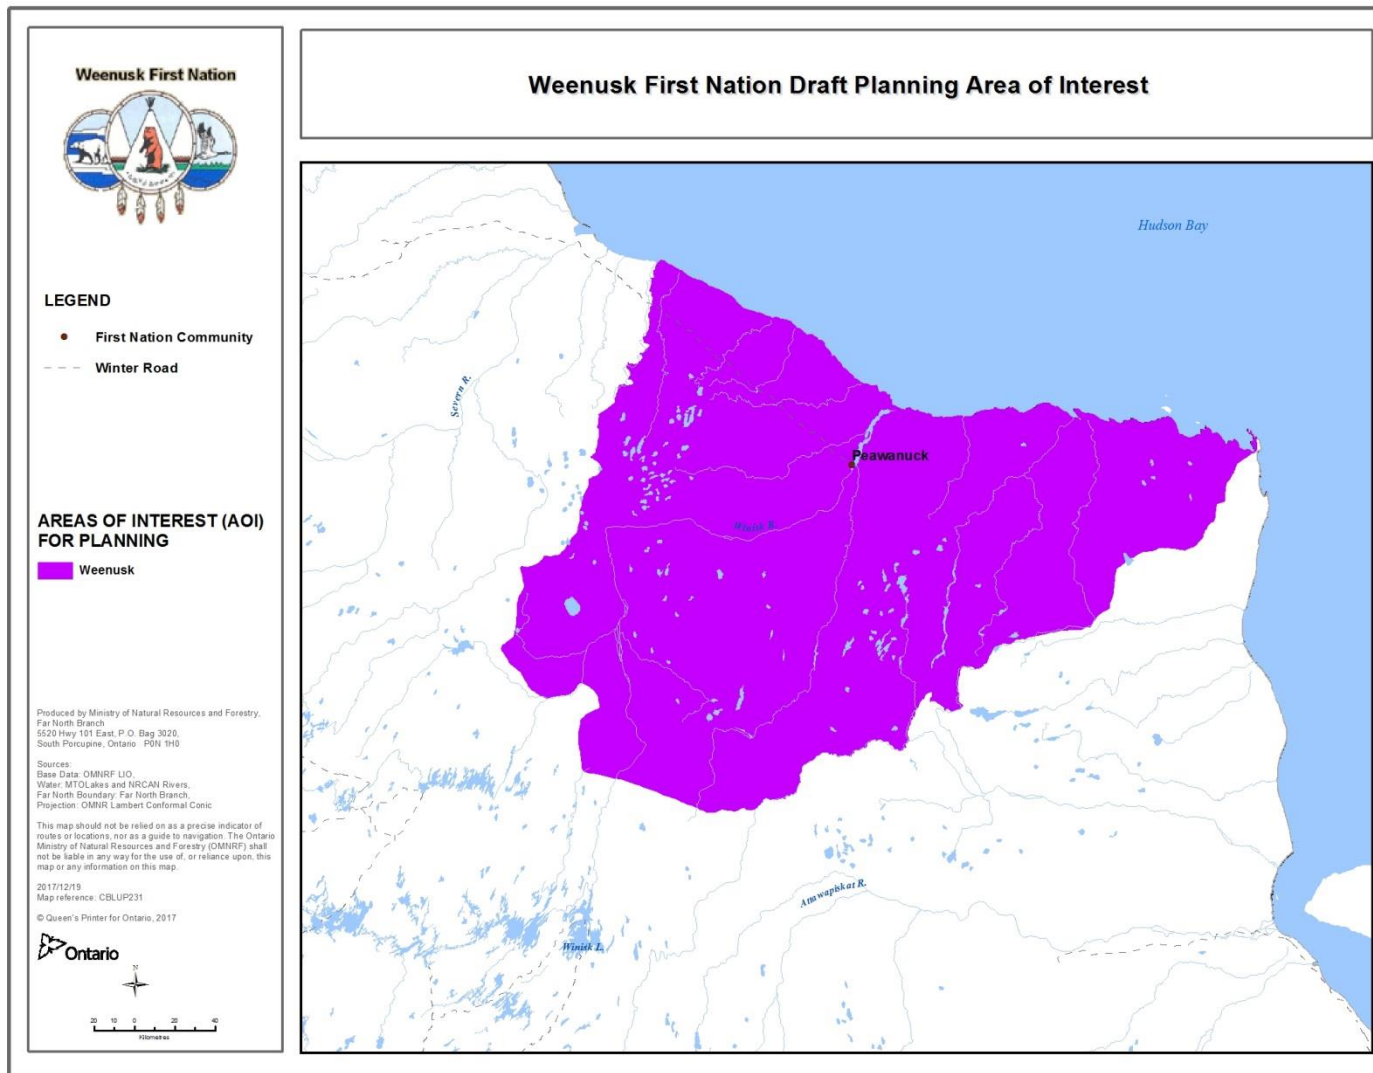 Weenusk First Nation
Weenusk First Nation Draft Planning Area of Interest
LEGEND
First Nation Community
Winter Road
AREAS OF INTEREST (AOI)
FOR PLANNING
Weenusk
Produced by Ministry of Natural Resources and Forestry,
Far North Branch
5520 Hwy 101 East, P.O. Bag 3020,
South Porcupine, Ontario P0N 1H0
Sources:
Base Data: OMNRF LIO,
Water: MTOLakes and NRCAN Rivers,
Far North Boundary: Far North Branch,
Projection: OMNR Lambert Conformal Conic
This map should not be relied on as a precise indicator of
routes or locations, nor as a guide to navigation. The Ontario
Ministry of Natural Resources and Forestry (OMNRF) shall
not be liable in any way for the use of, or reliance upon, this
map or any information on this map.
2017/12/19
Map reference: CBLUP231
© Queen's Printer for Ontario, 2017
Ontario
N
20 10 0 20 40
Kilometres
Hudson Bay
Severn R.
Peawanuck
Winisk R.
Attawapiskat R.
Winisk L.